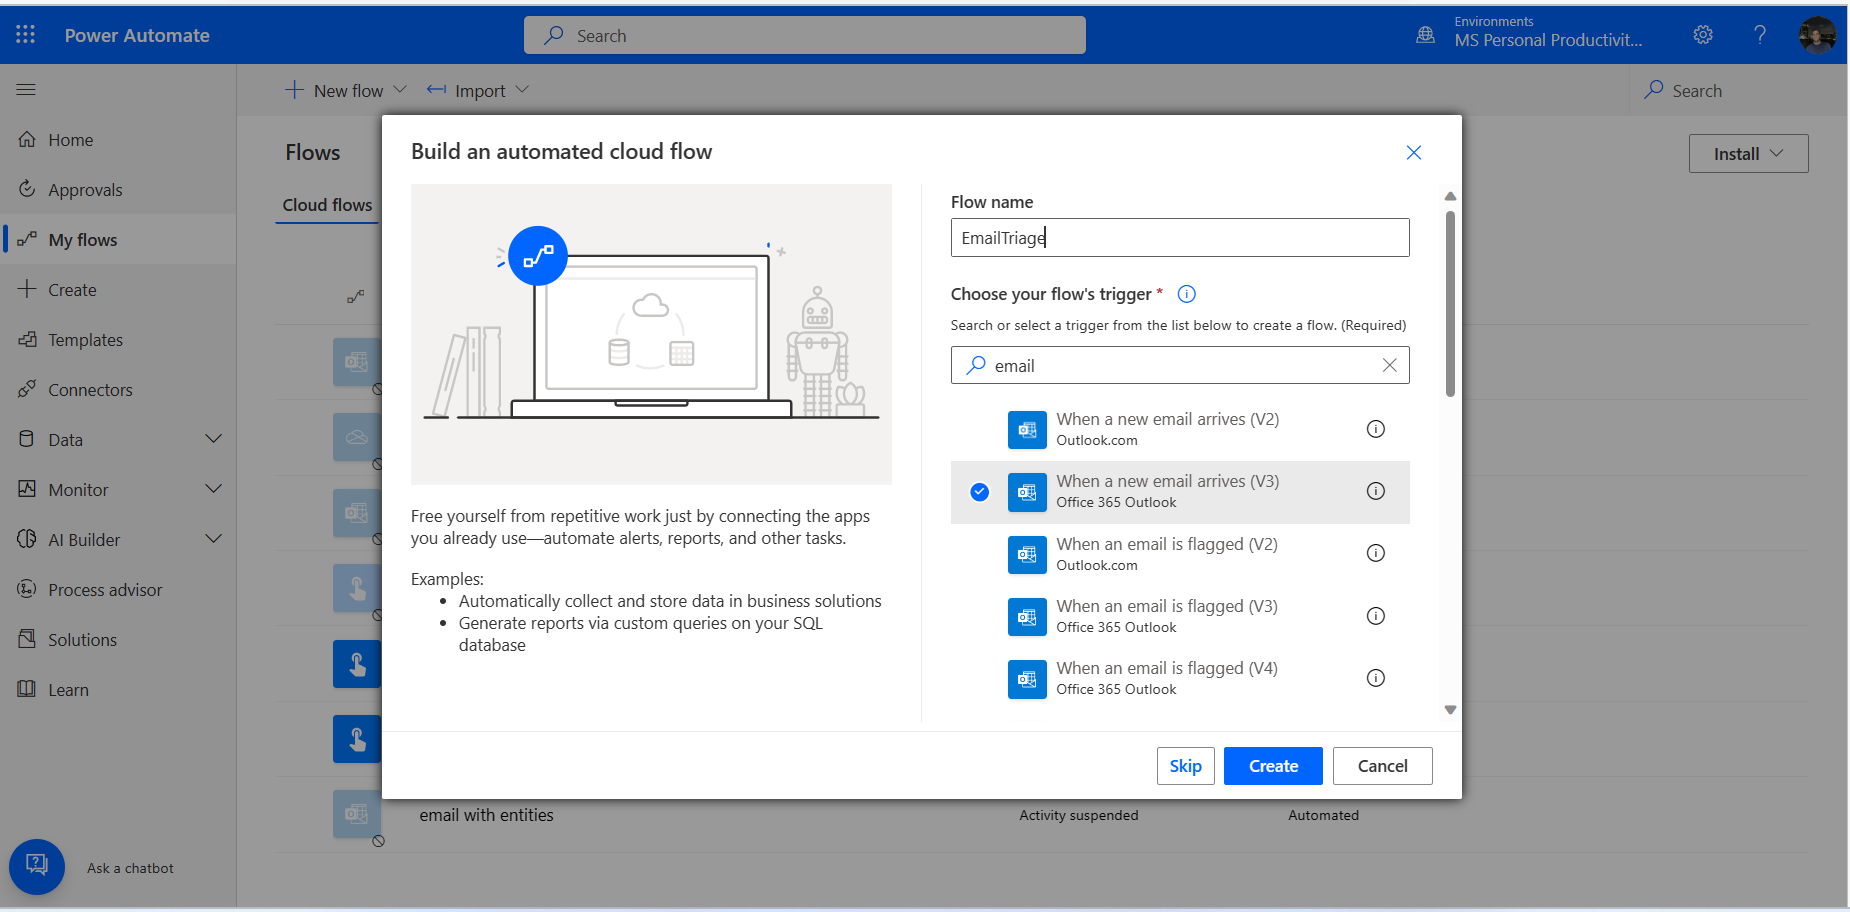 Power Automate
Search
Environments
MS Personal Productivit...
New flow
Import
Search
Home
Approvals
My flows
Create
Templates
Connectors
Data
Monitor
AI Builder
Process advisor
Solutions
Learn
Ask a chatbot
Flows
Install
Cloud flows
Build an automated cloud flow
Free yourself from repetitive work just by connecting the apps
you already use—automate alerts, reports, and other tasks.
Examples:
• Automatically collect and store data in business solutions
• Generate reports via custom queries on your SQL
database
Flow name
EmailTriage
Choose your flow's trigger *
Search or select a trigger from the list below to create a flow. (Required)
email
When a new email arrives (V2)
Outlook.com
When a new email arrives (V3)
Office 365 Outlook
When an email is flagged (V2)
Outlook.com
When an email is flagged (V3)
Office 365 Outlook
When an email is flagged (V4)
Office 365 Outlook
Skip
Create
Cancel
email with entities
Activity suspended
Automated